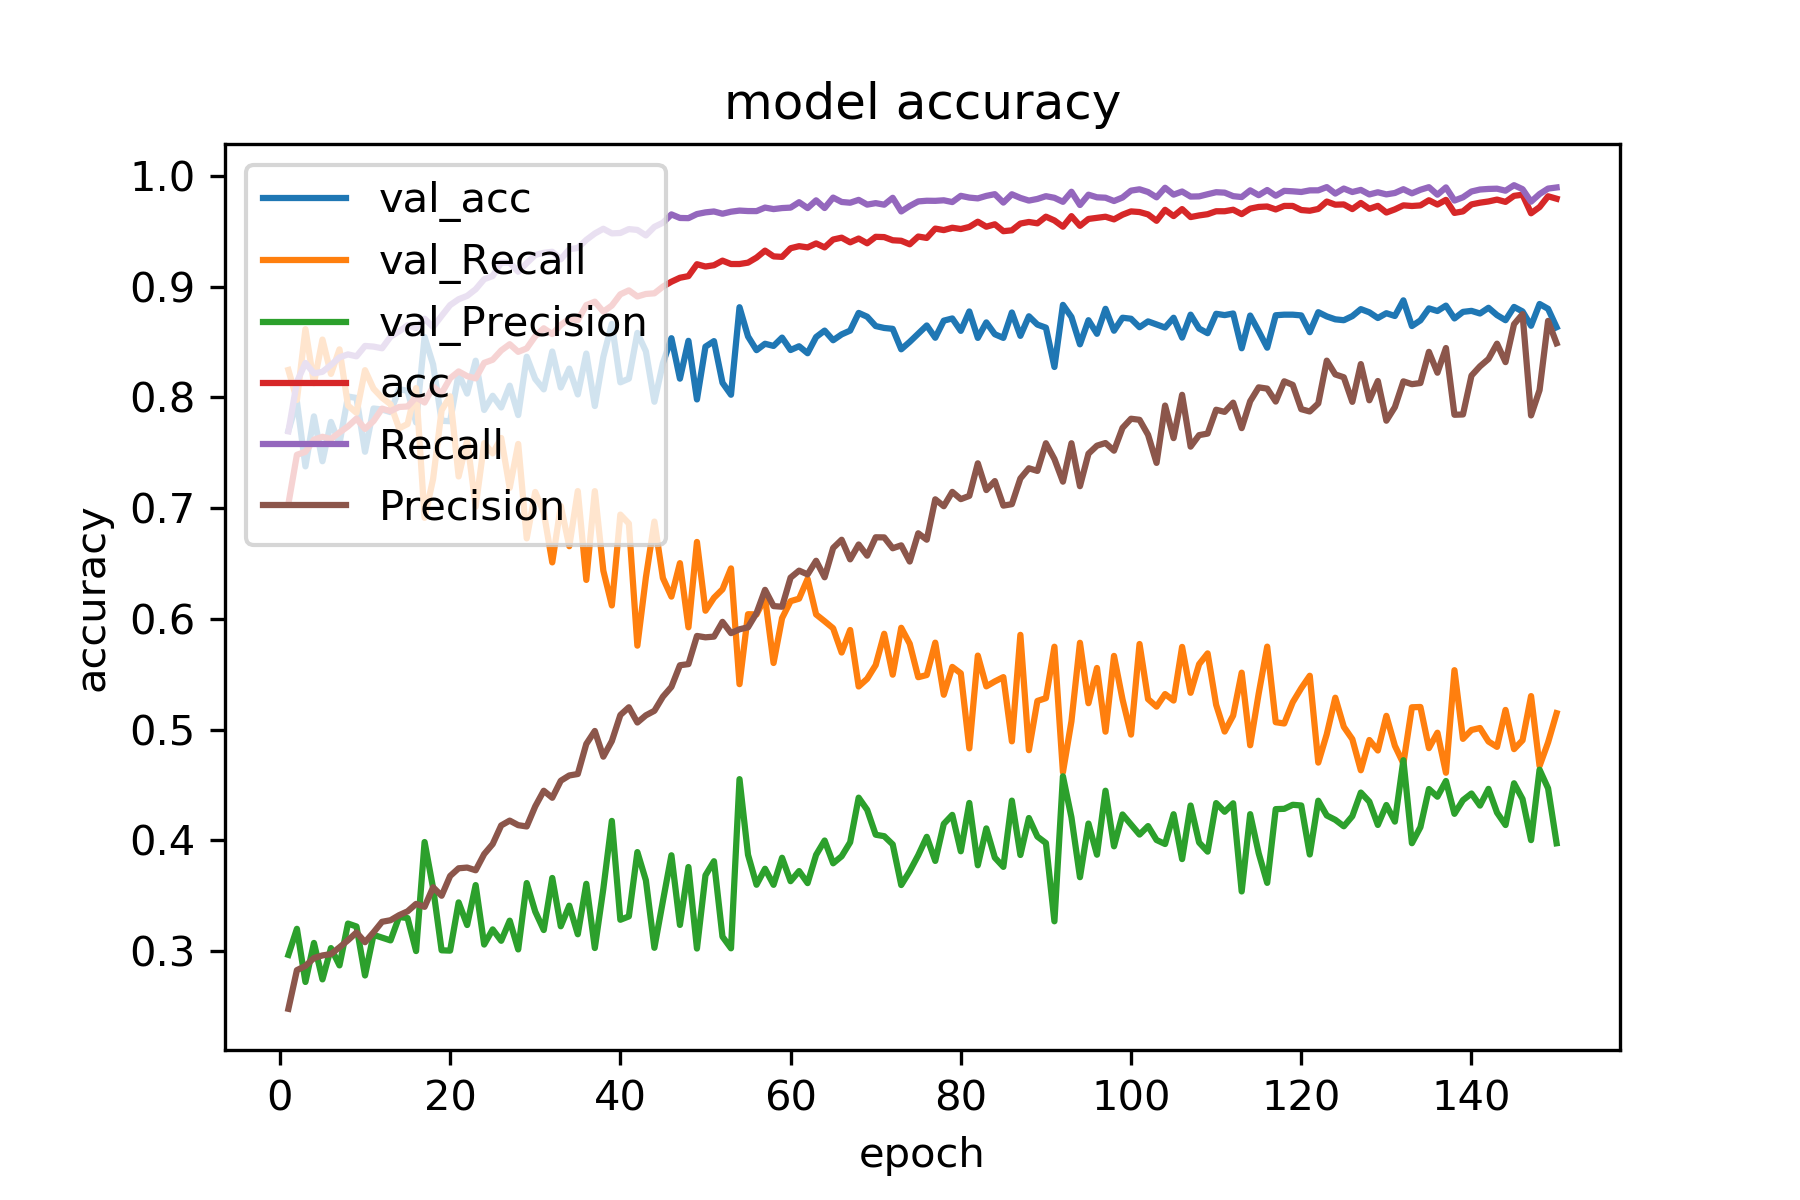 model accuracy
val_acc
val_Recall
val_Precision
acc
Recall
Precision
accuracy
1.0
0.9
0.8
0.7
0.6
0.5
0.4
0.3
0 20 40 60 80 100 120 140
epoch